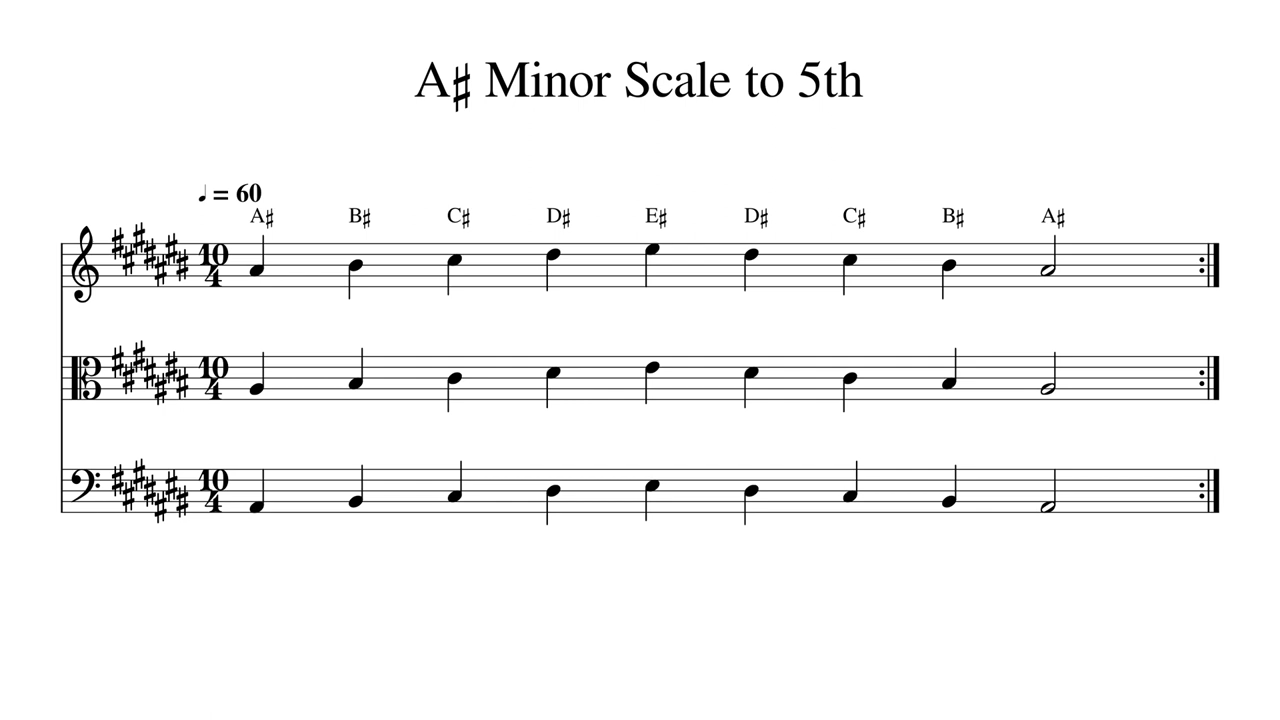 A♯ Minor Scale to 5th
♩ = 60
A♯ B♯ C♯ D♯ E♯ D♯ C♯ B♯ A♯
10
4
10
4
10
4